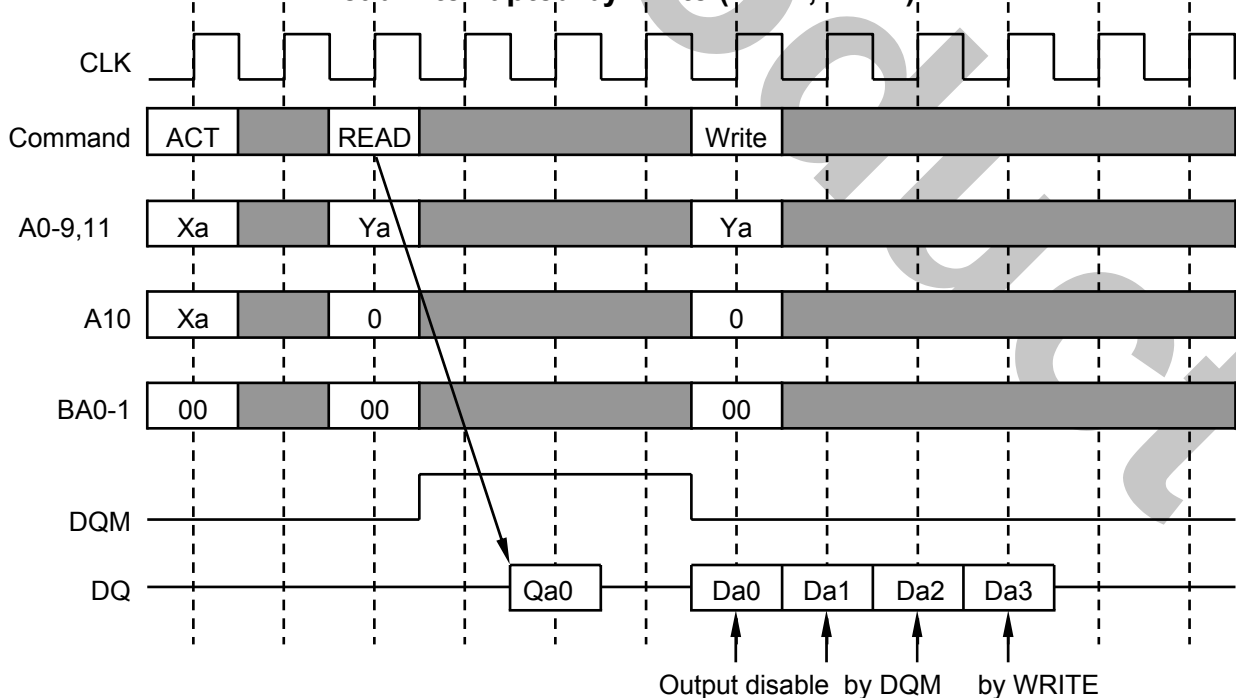 CLK
Command ACT READ Write
A0-9,11 Xa Ya Ya
A10 Xa 0 0
BA0-1 00 00 00
DQM
DQ Qa0 Da0 Da1 Da2 Da3
Output disable by DQM by WRITE